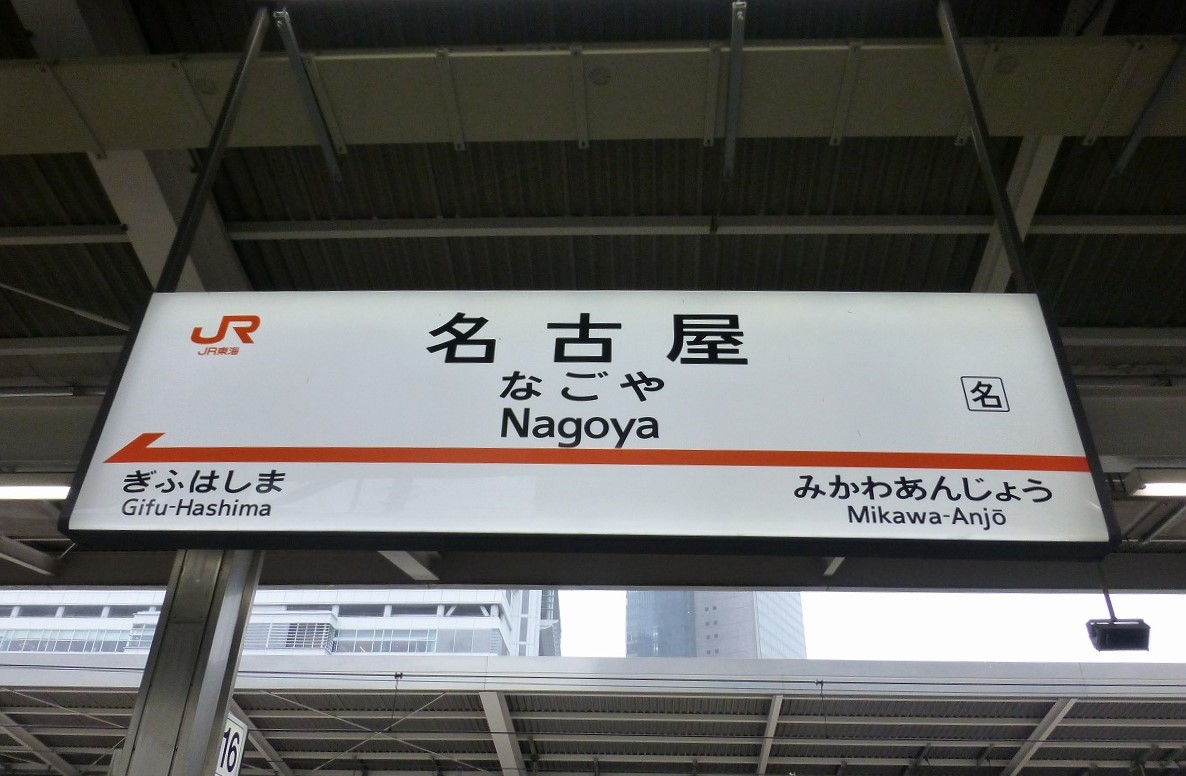 JR
JR東海
名古屋
なごや
Nagoya
名
ぎふはしま
Gifu-Hashima
みかわあんじょう
Mikawa-Anjō
16